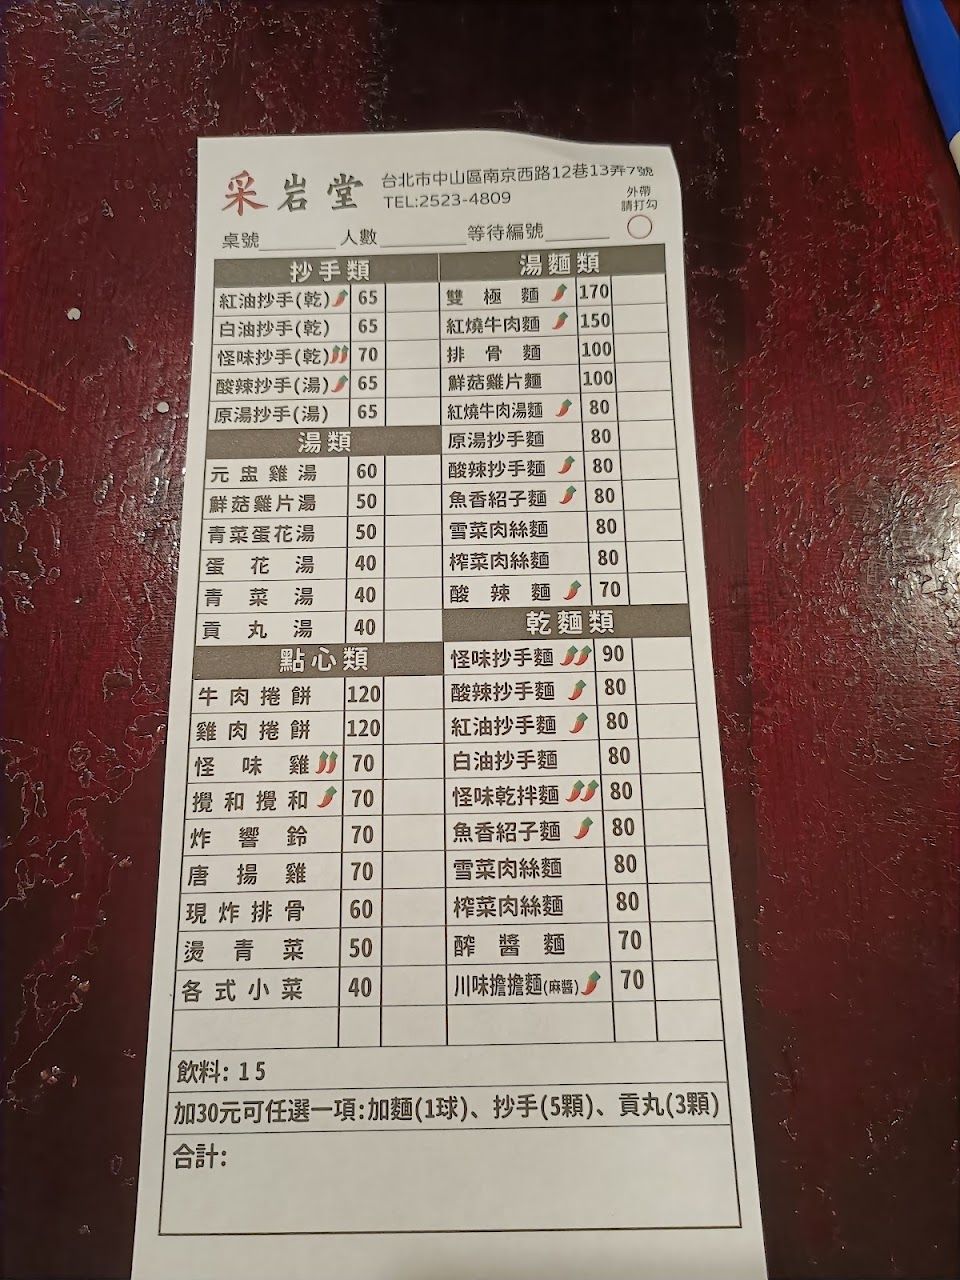 采岩堂
台北市中山區南京西路12巷13弄7號
TEL:2523-4809
外帶
請打勾
桌號 人數 等待編號
抄手類
紅油抄手(乾) 65
白油抄手(乾) 65
怪味抄手(乾) 70
酸辣抄手(湯) 65
原湯抄手(湯) 65
湯類
元盅雞湯 60
鮮菇雞片湯 50
青菜蛋花湯 50
蛋花湯 40
青菜湯 40
貢丸湯 40
點心類
牛肉捲餅 120
雞肉捲餅 120
怪味雞 70
攪和攪和 70
炸響鈴 70
唐揚雞 70
現炸排骨 60
燙青菜 50
各式小菜 40
湯麵類
雙極麵 170
紅燒牛肉麵 150
排骨麵 100
鮮菇雞片麵 100
紅燒牛肉湯麵 80
原湯抄手麵 80
酸辣抄手麵 80
魚香紹子麵 80
雪菜肉絲麵 80
榨菜肉絲麵 80
酸辣麵 70
乾麵類
怪味抄手麵 90
酸辣抄手麵 80
紅油抄手麵 80
白油抄手麵 80
怪味乾拌麵 80
魚香紹子麵 80
雪菜肉絲麵 80
榨菜肉絲麵 80
醡醬麵 70
川味擔擔麵(麻醬) 70
飲料: 15
加30元可任選一項:加麵(1球)、抄手(5顆)、貢丸(3顆)
合計: